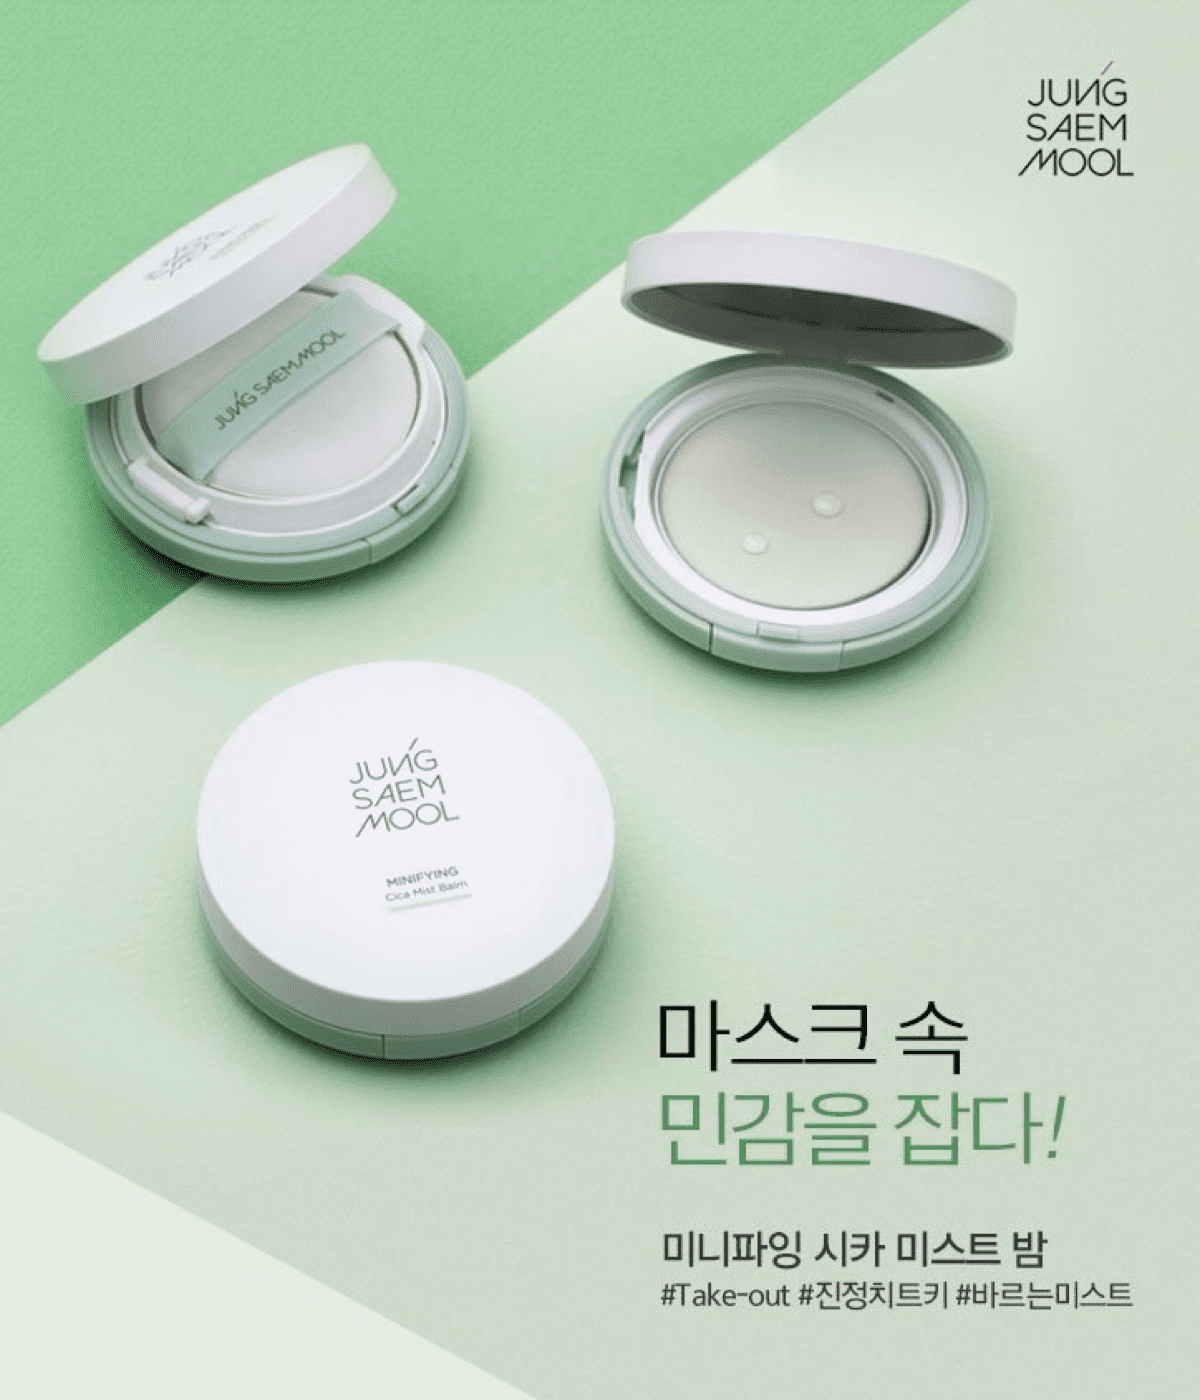 JUNG
SAEM
MOOL
JUNG SAEM MOOL
JUNG
SAEM
MOOL
MINIFYING
Cica Mist Balm
마스크 속
민감을 잡다!
미니파잉 시카 미스트 밤
#Take-out #진정치트키 #바르는미스트